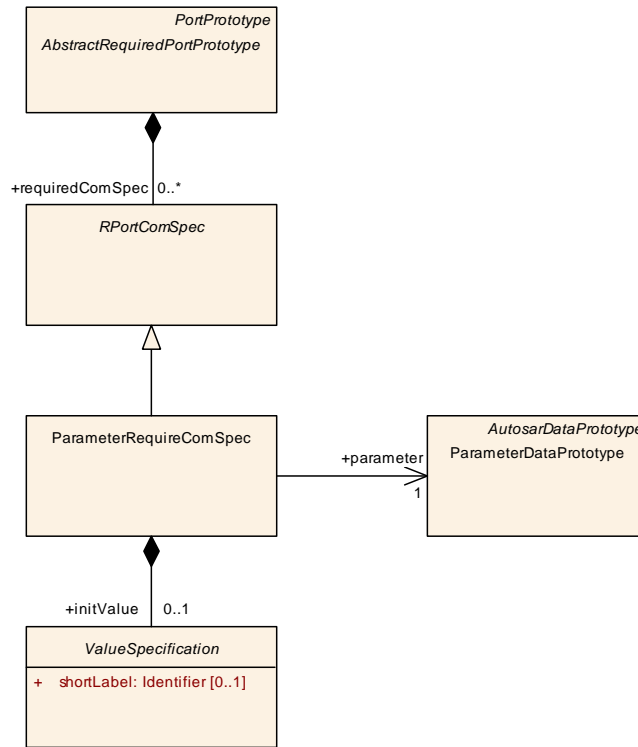 PortPrototype
AbstractRequiredPortPrototype
+requiredComSpec 0..*
RPortComSpec
ParameterRequireComSpec
+parameter
1
AutosarDataPrototype
ParameterDataPrototype
+initValue 0..1
ValueSpecification
+ shortLabel: Identifier [0..1]